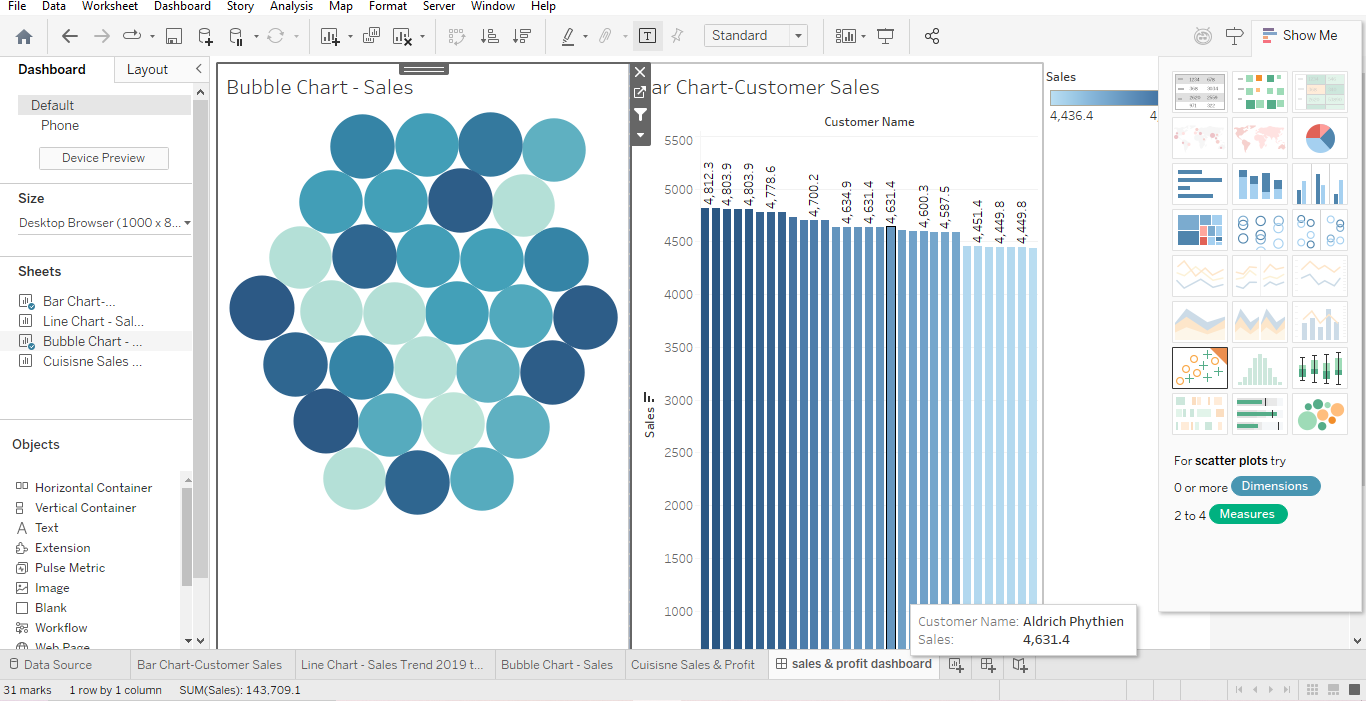 File Data Worksheet Dashboard Story Analysis Map Format Server Window Help
Standard
Show Me
Dashboard Layout
Default
Phone
Device Preview
Size
Desktop Browser (1000 x 8...
Sheets
Bar Chart-...
Line Chart - Sal...
Bubble Chart - ...
Cuisisne Sales ...
Objects
Horizontal Container
Vertical Container
Text
Extension
Pulse Metric
Image
Blank
Workflow
Web Page
Bubble Chart - Sales
ar Chart-Customer Sales
Customer Name
5500
5000
4500
4000
3500
3000
2500
2000
1500
1000
Sales
4,812.3
4,803.9
4,803.9
4,778.6
4,700.2
4,634.9
4,631.4
4,631.4
4,600.3
4,587.5
4,451.4
4,449.8
4,449.8
Customer Name: Aldrich Phythien
Sales: 4,631.4
Sales
4,436.4 4
For scatter plots try
0 or more Dimensions
2 to 4 Measures
Data Source Bar Chart-Customer Sales Line Chart - Sales Trend 2019 t... Bubble Chart - Sales Cuisisne Sales & Profit sales & profit dashboard
31 marks 1 row by 1 column SUM(Sales): 143,709.1